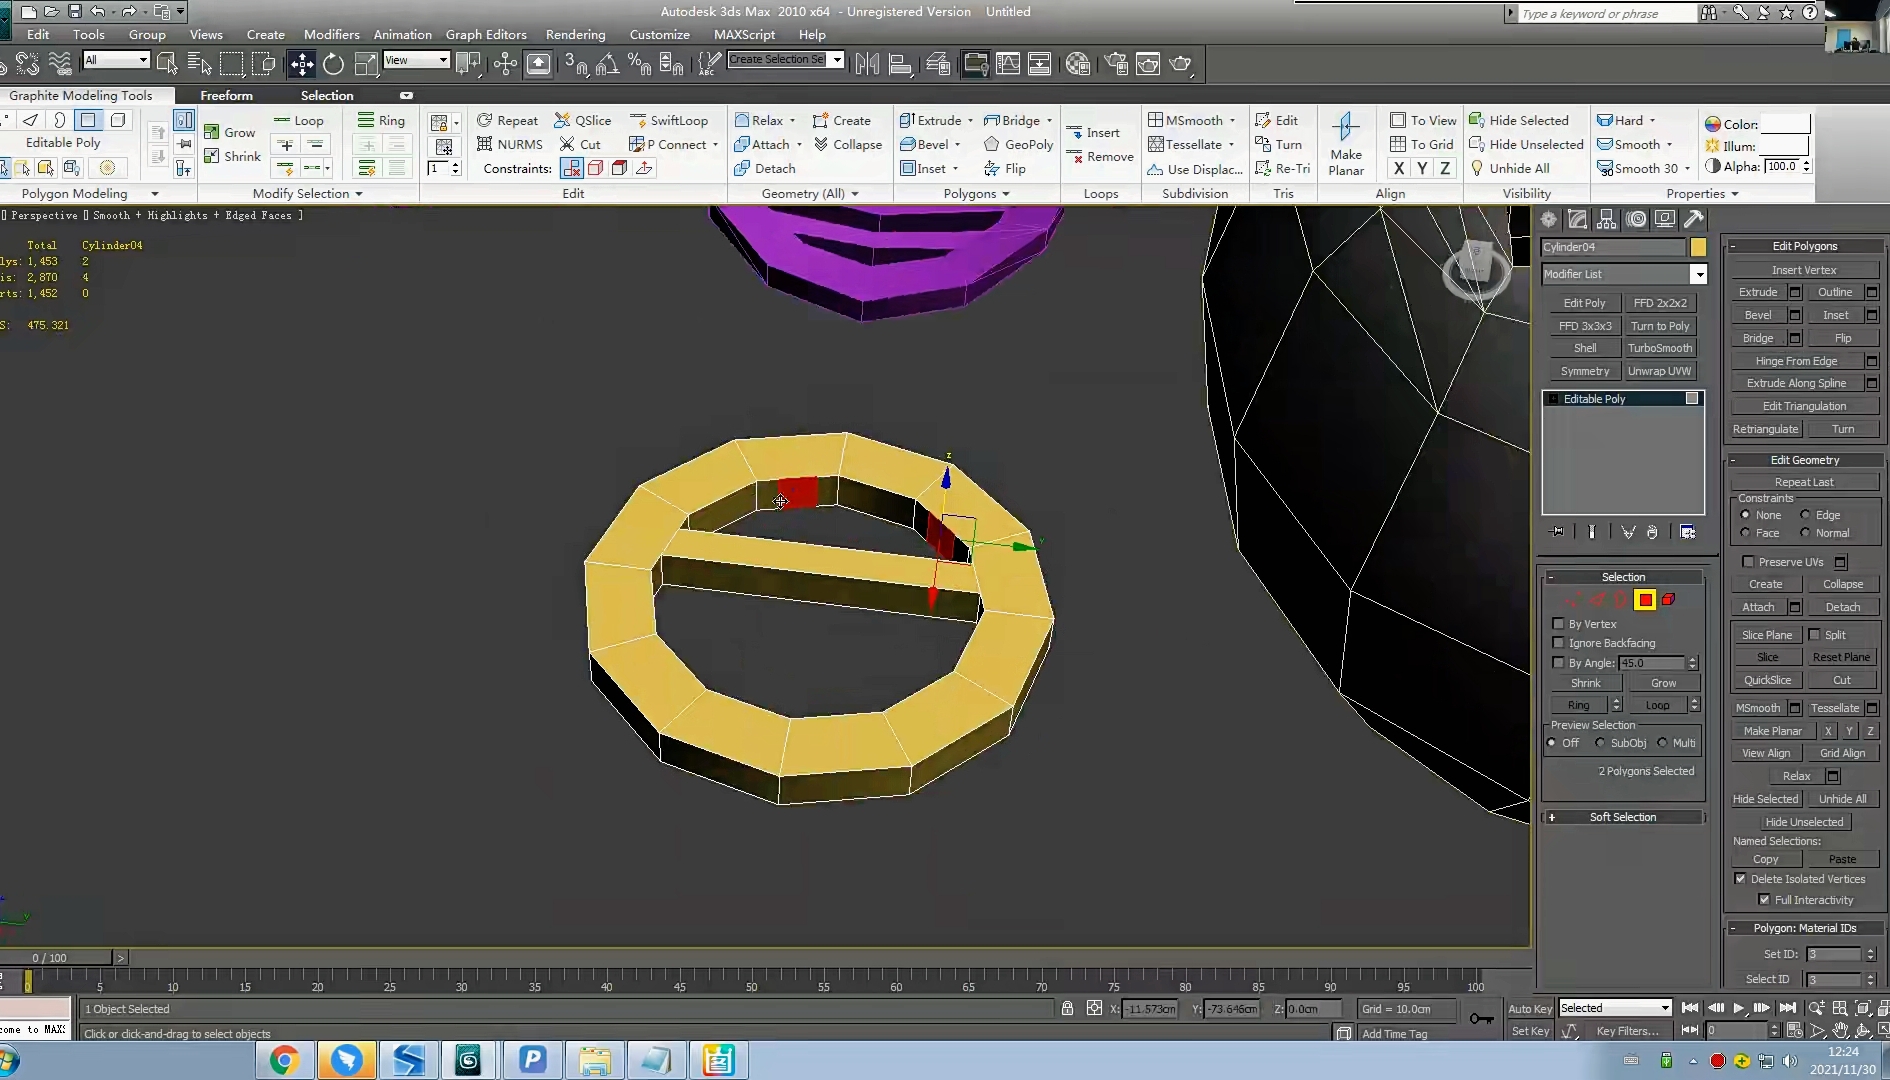 Autodesk 3ds Max 2010 x64 - Unregistered Version Untitled
Type a keyword or phrase
Edit Tools Group Views Create Modifiers Animation Graph Editors Rendering Customize MAXScript Help
All View Create Selection Se
Graphite Modeling Tools Freeform Selection
Grow Loop Ring Repeat QSlice SwiftLoop Relax Create Extrude Bridge Insert MSmooth Edit To View Hide Selected Hard Color:
Editable Poly Shrink NURMS Cut P Connect Attach Collapse Bevel GeoPoly Remove Tessellate Turn Make Planar To Grid Hide Unselected Smooth Illum:
1 Constraints: Detach Inset Flip Use Displac... Re-Tri X Y Z Unhide All Smooth 30 Alpha: 100.0
Polygon Modeling Modify Selection Edit Geometry (All) Polygons Loops Subdivision Tris Align Visibility Properties
[] Perspective [] Smooth + Highlights + Edged Faces ]
Total Cylinder04
lys: 1,453 2
is: 2,870 4
rts: 1,452 0
S: 475.321
z
y
Cylinder04
Modifier List
Edit Poly FFD 2x2x2
FFD 3x3x3 Turn to Poly
Shell TurboSmooth
Symmetry Unwrap UVW
Editable Poly
- Selection
By Vertex
Ignore Backfacing
By Angle: 45.0
Shrink Grow
Ring Loop
Preview Selection
Off SubObj Multi
2 Polygons Selected
+ Soft Selection
- Edit Polygons
Insert Vertex
Extrude Outline
Bevel Inset
Bridge Flip
Hinge From Edge
Extrude Along Spline
Edit Triangulation
Retriangulate Turn
- Edit Geometry
Repeat Last
Constraints
None Edge
Face Normal
Preserve UVs
Create Collapse
Attach Detach
Slice Plane Split
Slice Reset Plane
QuickSlice Cut
MSmooth Tessellate
Make Planar X Y Z
View Align Grid Align
Relax
Hide Selected Unhide All
Hide Unselected
Named Selections:
Copy Paste
Delete Isolated Vertices
Full Interactivity
- Polygon: Material IDs
Set ID: 3
Select ID 3
0 / 100 >
0 5 10 15 20 25 30 35 40 45 50 55 60 65 70 75 80 85 90 95 100
1 Object Selected X: -11.573cm Y: -73.646cm Z: 0.0cm Grid = 10.0cm Auto Key Selected
come to MAX: Click or click-and-drag to select objects Add Time Tag Set Key Key Filters... 0
12:24
2021/11/30